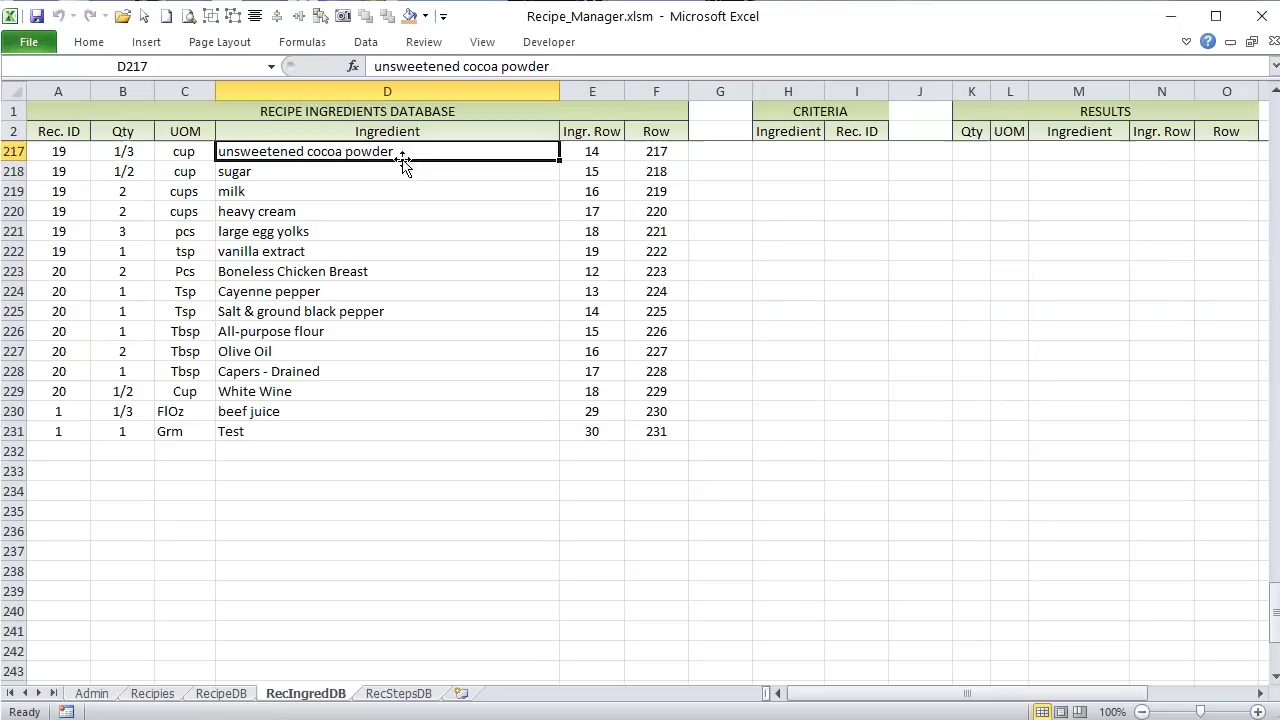 Recipe_Manager.xlsm - Microsoft Excel
File Home Insert Page Layout Formulas Data Review View Developer
D217 fx unsweetened cocoa powder
A B C D E F G H I J K L M N O
1 RECIPE INGREDIENTS DATABASE CRITERIA RESULTS
2 Rec. ID Qty UOM Ingredient Ingr. Row Row Ingredient Rec. ID Qty UOM Ingredient Ingr. Row Row
217 19 1/3 cup unsweetened cocoa powder 14 217
218 19 1/2 cup sugar 15 218
219 19 2 cups milk 16 219
220 19 2 cups heavy cream 17 220
221 19 3 pcs large egg yolks 18 221
222 19 1 tsp vanilla extract 19 222
223 20 2 Pcs Boneless Chicken Breast 12 223
224 20 1 Tsp Cayenne pepper 13 224
225 20 1 Tsp Salt & ground black pepper 14 225
226 20 1 Tbsp All-purpose flour 15 226
227 20 2 Tbsp Olive Oil 16 227
228 20 1 Tbsp Capers - Drained 17 228
229 20 1/2 Cup White Wine 18 229
230 1 1/3 FlOz beef juice 29 230
231 1 1 Grm Test 30 231
232
233
234
235
236
237
238
239
240
241
242
243
Admin Recipies RecipeDB RecIngredDB RecStepsDB
Ready 100%